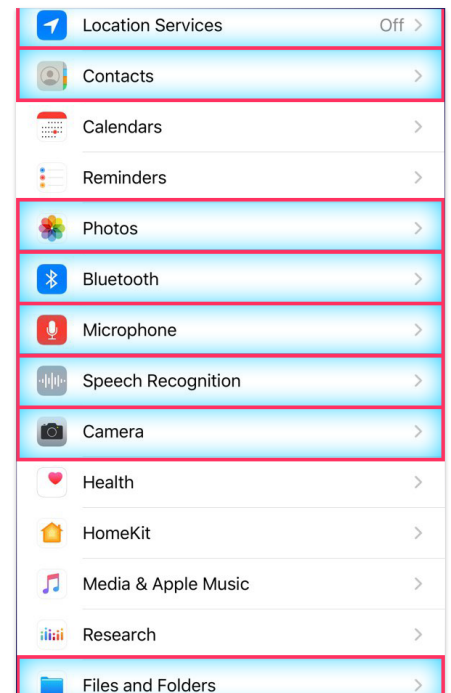 Location Services Off
Contacts
Calendars
Reminders
Photos
Bluetooth
Microphone
Speech Recognition
Camera
Health
HomeKit
Media & Apple Music
Research
Files and Folders